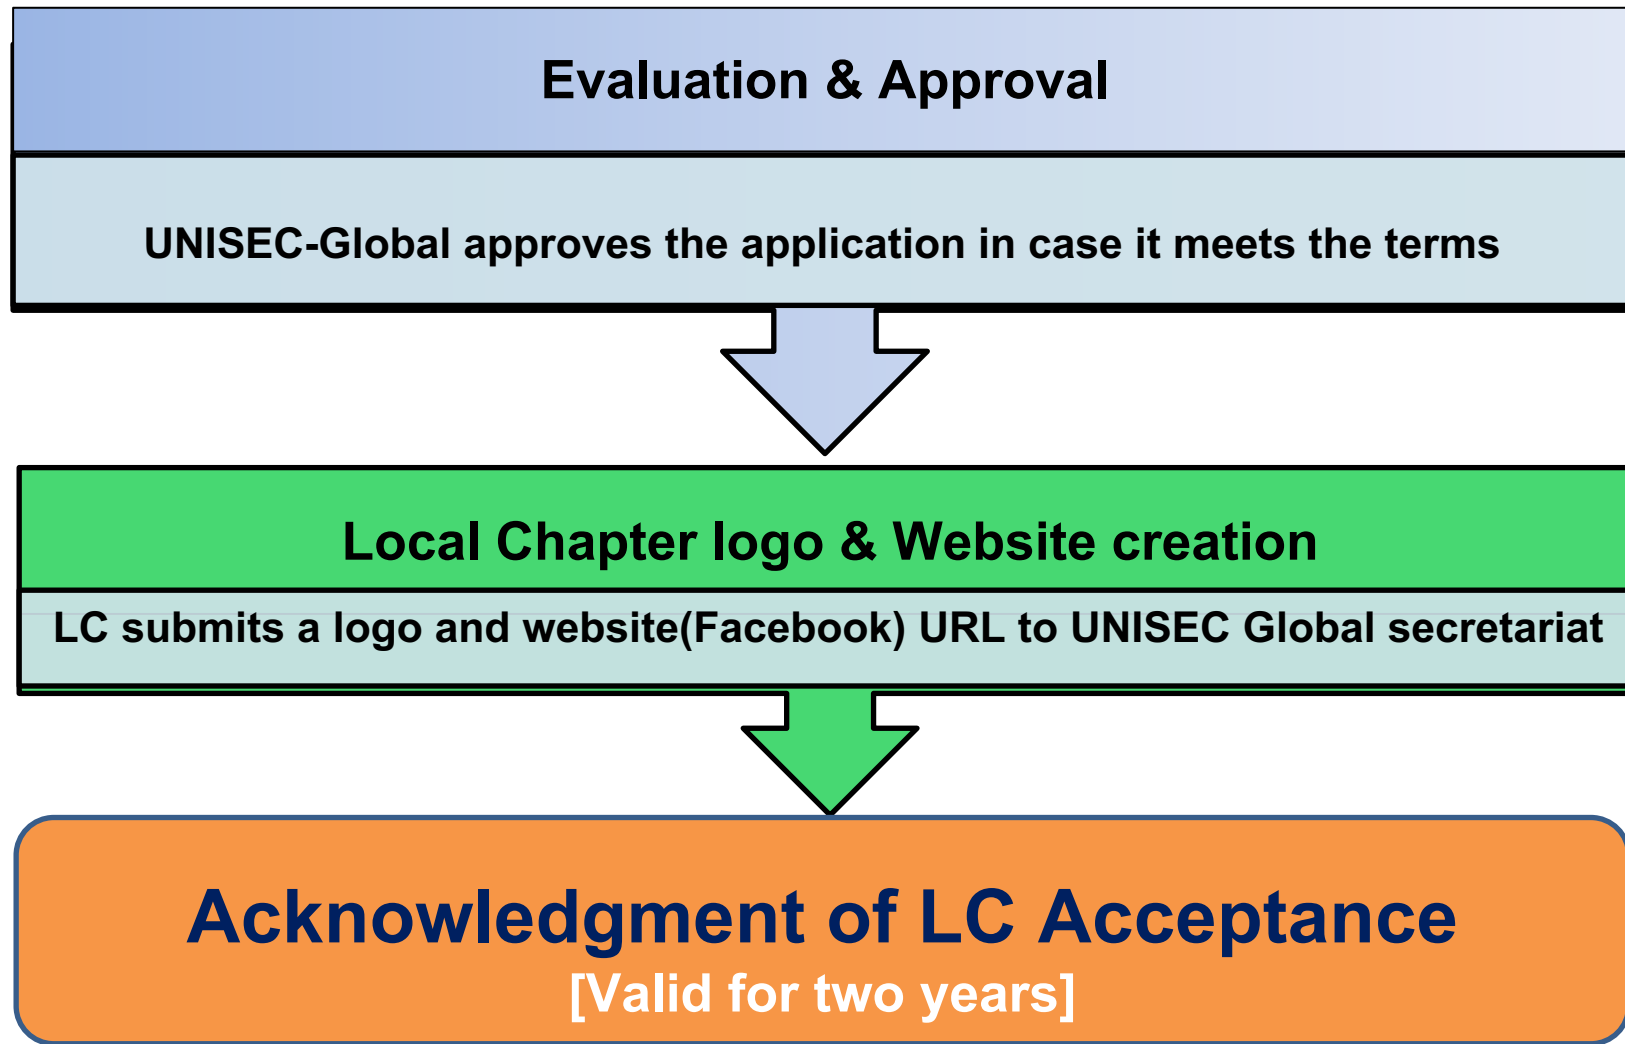 Evaluation & Approval
UNISEC-Global approves the application in case it meets the terms
Local Chapter logo & Website creation
LC submits a logo and website(Facebook) URL to UNISEC Global secretariat
Acknowledgment of LC Acceptance
[Valid for two years]